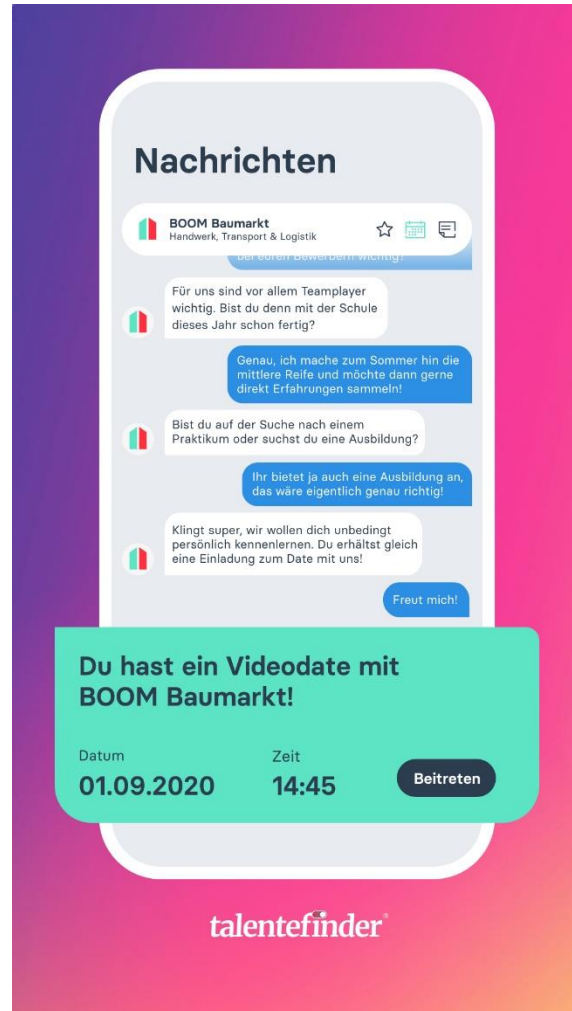 Nachrichten
BOOM Baumarkt
Handwerk, Transport & Logistik
bei euren Bewerbern wichtig?
Für uns sind vor allem Teamplayer
wichtig. Bist du denn mit der Schule
dieses Jahr schon fertig?
Genau, ich mache zum Sommer hin die
mittlere Reife und möchte dann gerne
direkt Erfahrungen sammeln!
Bist du auf der Suche nach einem
Praktikum oder suchst du eine Ausbildung?
Ihr bietet ja auch eine Ausbildung an,
das wäre eigentlich genau richtig!
Klingt super, wir wollen dich unbedingt
persönlich kennenlernen. Du erhältst gleich
eine Einladung zum Date mit uns!
Freut mich!
Du hast ein Videodate mit
BOOM Baumarkt!
Datum
01.09.2020
Zeit
14:45
Beitreten
talentefinder®